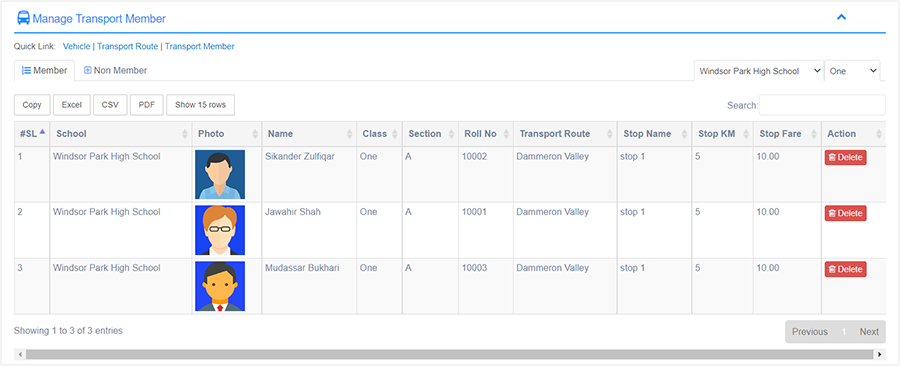 Manage Transport Member
Quick Link: Vehicle | Transport Route | Transport Member
Member Non Member Windsor Park High School One
Copy Excel CSV PDF Show 15 rows Search:
#SL School Photo Name Class Section Roll No Transport Route Stop Name Stop KM Stop Fare Action
1 Windsor Park High School Sikander Zulfiqar One A 10002 Dammeron Valley stop 1 5 10.00 Delete
2 Windsor Park High School Jawahir Shah One A 10001 Dammeron Valley stop 1 5 10.00 Delete
3 Windsor Park High School Mudassar Bukhari One A 10003 Dammeron Valley stop 1 5 10.00 Delete
Showing 1 to 3 of 3 entries Previous 1 Next